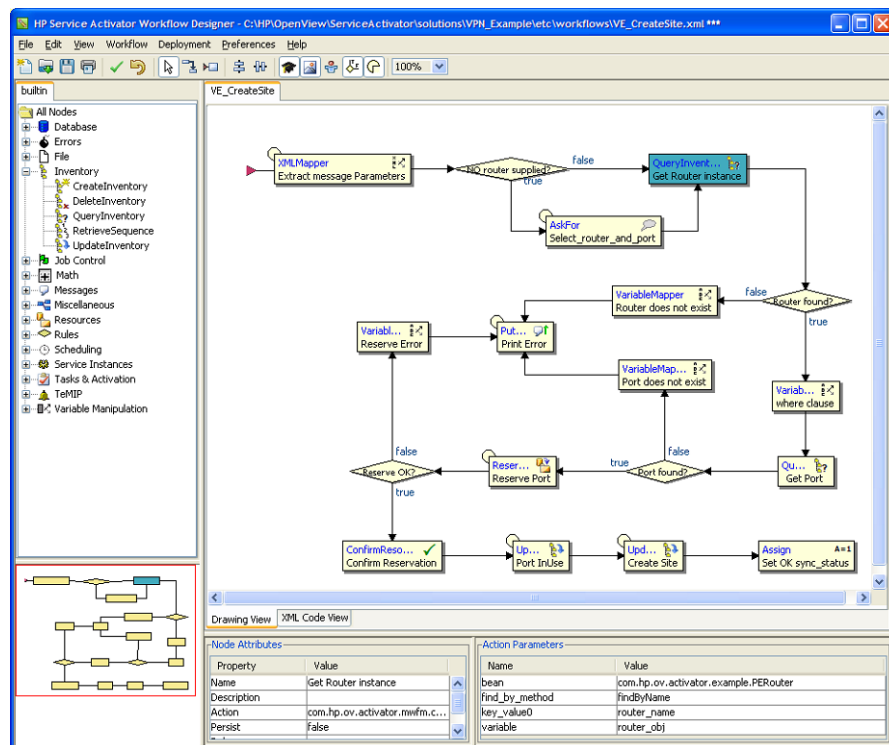 HP Service Activator Workflow Designer - C:\HP\OpenView\ServiceActivator\solutions\VPN_Example\etc\workflows\VE_CreateSite.xml ***
File Edit View Workflow Deployment Preferences Help
100%
builtin
All Nodes
Database
Errors
File
Inventory
CreateInventory
DeleteInventory
QueryInventory
RetrieveSequence
UpdateInventory
Job Control
Math
Messages
Miscellaneous
Resources
Rules
Scheduling
Service Instances
Tasks & Activation
TeMIP
Variable Manipulation
VE_CreateSite
XMLMapper
Extract message Parameters
NO router supplied?
false
true
QueryInvent...
Get Router instance
AskFor
Select_router_and_port
VariableMapper
Router does not exist
false
Router found?
true
Variabl...
Reserve Error
Put...
Print Error
VariableMap...
Port does not exist
Variab...
where clause
false
Reserve OK?
true
Reser...
Reserve Port
true
Port found?
false
Qu...
Get Port
ConfirmReso...
Confirm Reservation
Up...
Port InUse
Upd...
Create Site
Assign A=1
Set OK sync_status
Drawing View XML Code View
Node Attributes
Property Value
Name Get Router instance
Description
Action com.hp.ov.activator.mwfm.c...
Persist false
Action Parameters
Name Value
bean com.hp.ov.activator.example.PERouter
find_by_method findByName
key_value0 router_name
variable router_obj